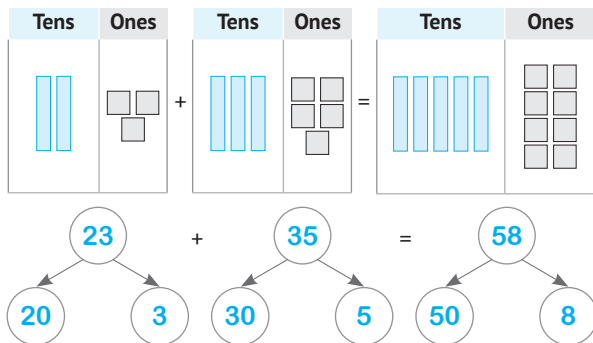 Tens Ones Tens Ones Tens Ones
+ =
23 + 35 = 58
20 3 30 5 50 8